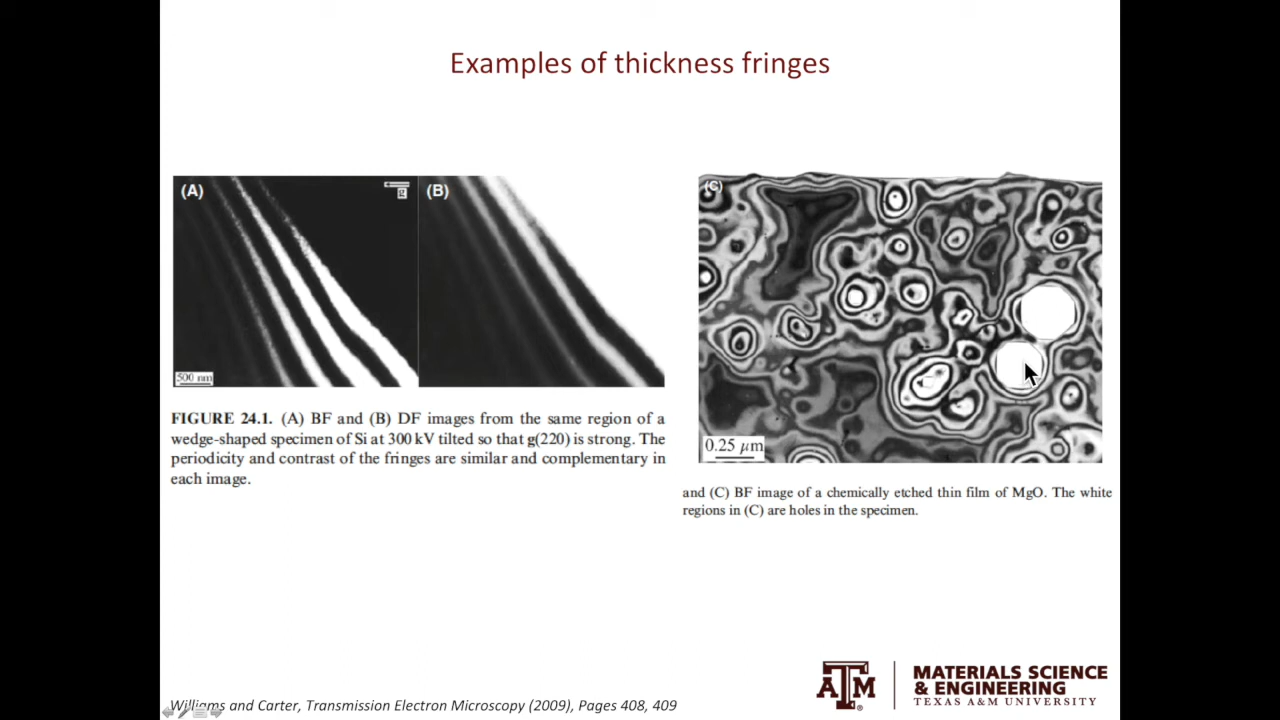 Examples of thickness fringes
(A)
g
(B)
500 nm
FIGURE 24.1. (A) BF and (B) DF images from the same region of a
wedge-shaped specimen of Si at 300 kV tilted so that g(220) is strong. The
periodicity and contrast of the fringes are similar and complementary in
each image.
(C)
0.25 μm
and (C) BF image of a chemically etched thin film of MgO. The white
regions in (C) are holes in the specimen.
Williams and Carter, Transmission Electron Microscopy (2009), Pages 408, 409
ATM
MATERIALS SCIENCE
& ENGINEERING
TEXAS A&M UNIVERSITY